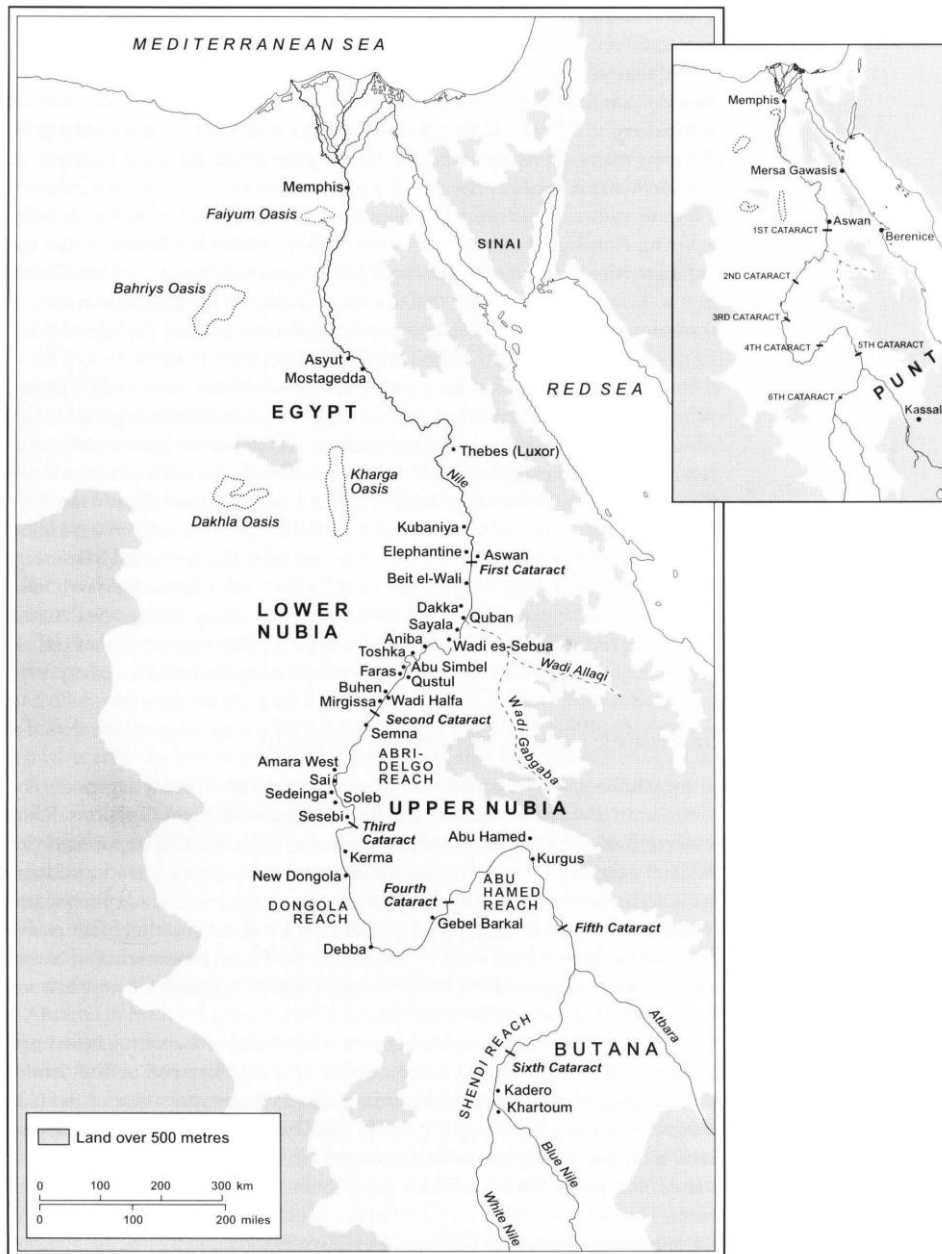 MEDITERRANEAN SEA
Memphis
Faiyum Oasis
SINAI
Bahriys Oasis
Asyut
Mostagedda
EGYPT
RED SEA
Thebes (Luxor)
Nile
Kharga
Oasis
Dakhla Oasis
Kubaniya
Elephantine
Aswan
First Cataract
Beit el-Wali
LOWER
NUBIA
Dakka
Quban
Sayala
Aniba
Wadi es-Sebua
Toshka
Wadi Allaqi
Abu Simbel
Faras
Qustul
Buhen
Wadi Halfa
Mirgissa
Second Cataract
Wadi Gabgaba
Semna
ABRI-
DELGO
REACH
Amara West
Sai
Sedeinga
Soleb
UPPER NUBIA
Sesebi
Third
Cataract
Abu Hamed
Kerma
Kurgus
New Dongola
ABU
HAMED
REACH
Fourth
Cataract
DONGOLA
REACH
Gebel Barkal
Fifth Cataract
Debba
Atbara
SHENDI REACH
BUTANA
Sixth Cataract
Kadero
Khartoum
Blue Nile
White Nile
Land over 500 metres
0 100 200 300 km
0 100 200 miles
Memphis
Mersa Gawasis
Aswan
1ST CATARACT
Berenice
2ND CATARACT
3RD CATARACT
4TH CATARACT
5TH CATARACT
PUNT
6TH CATARACT
Kassal